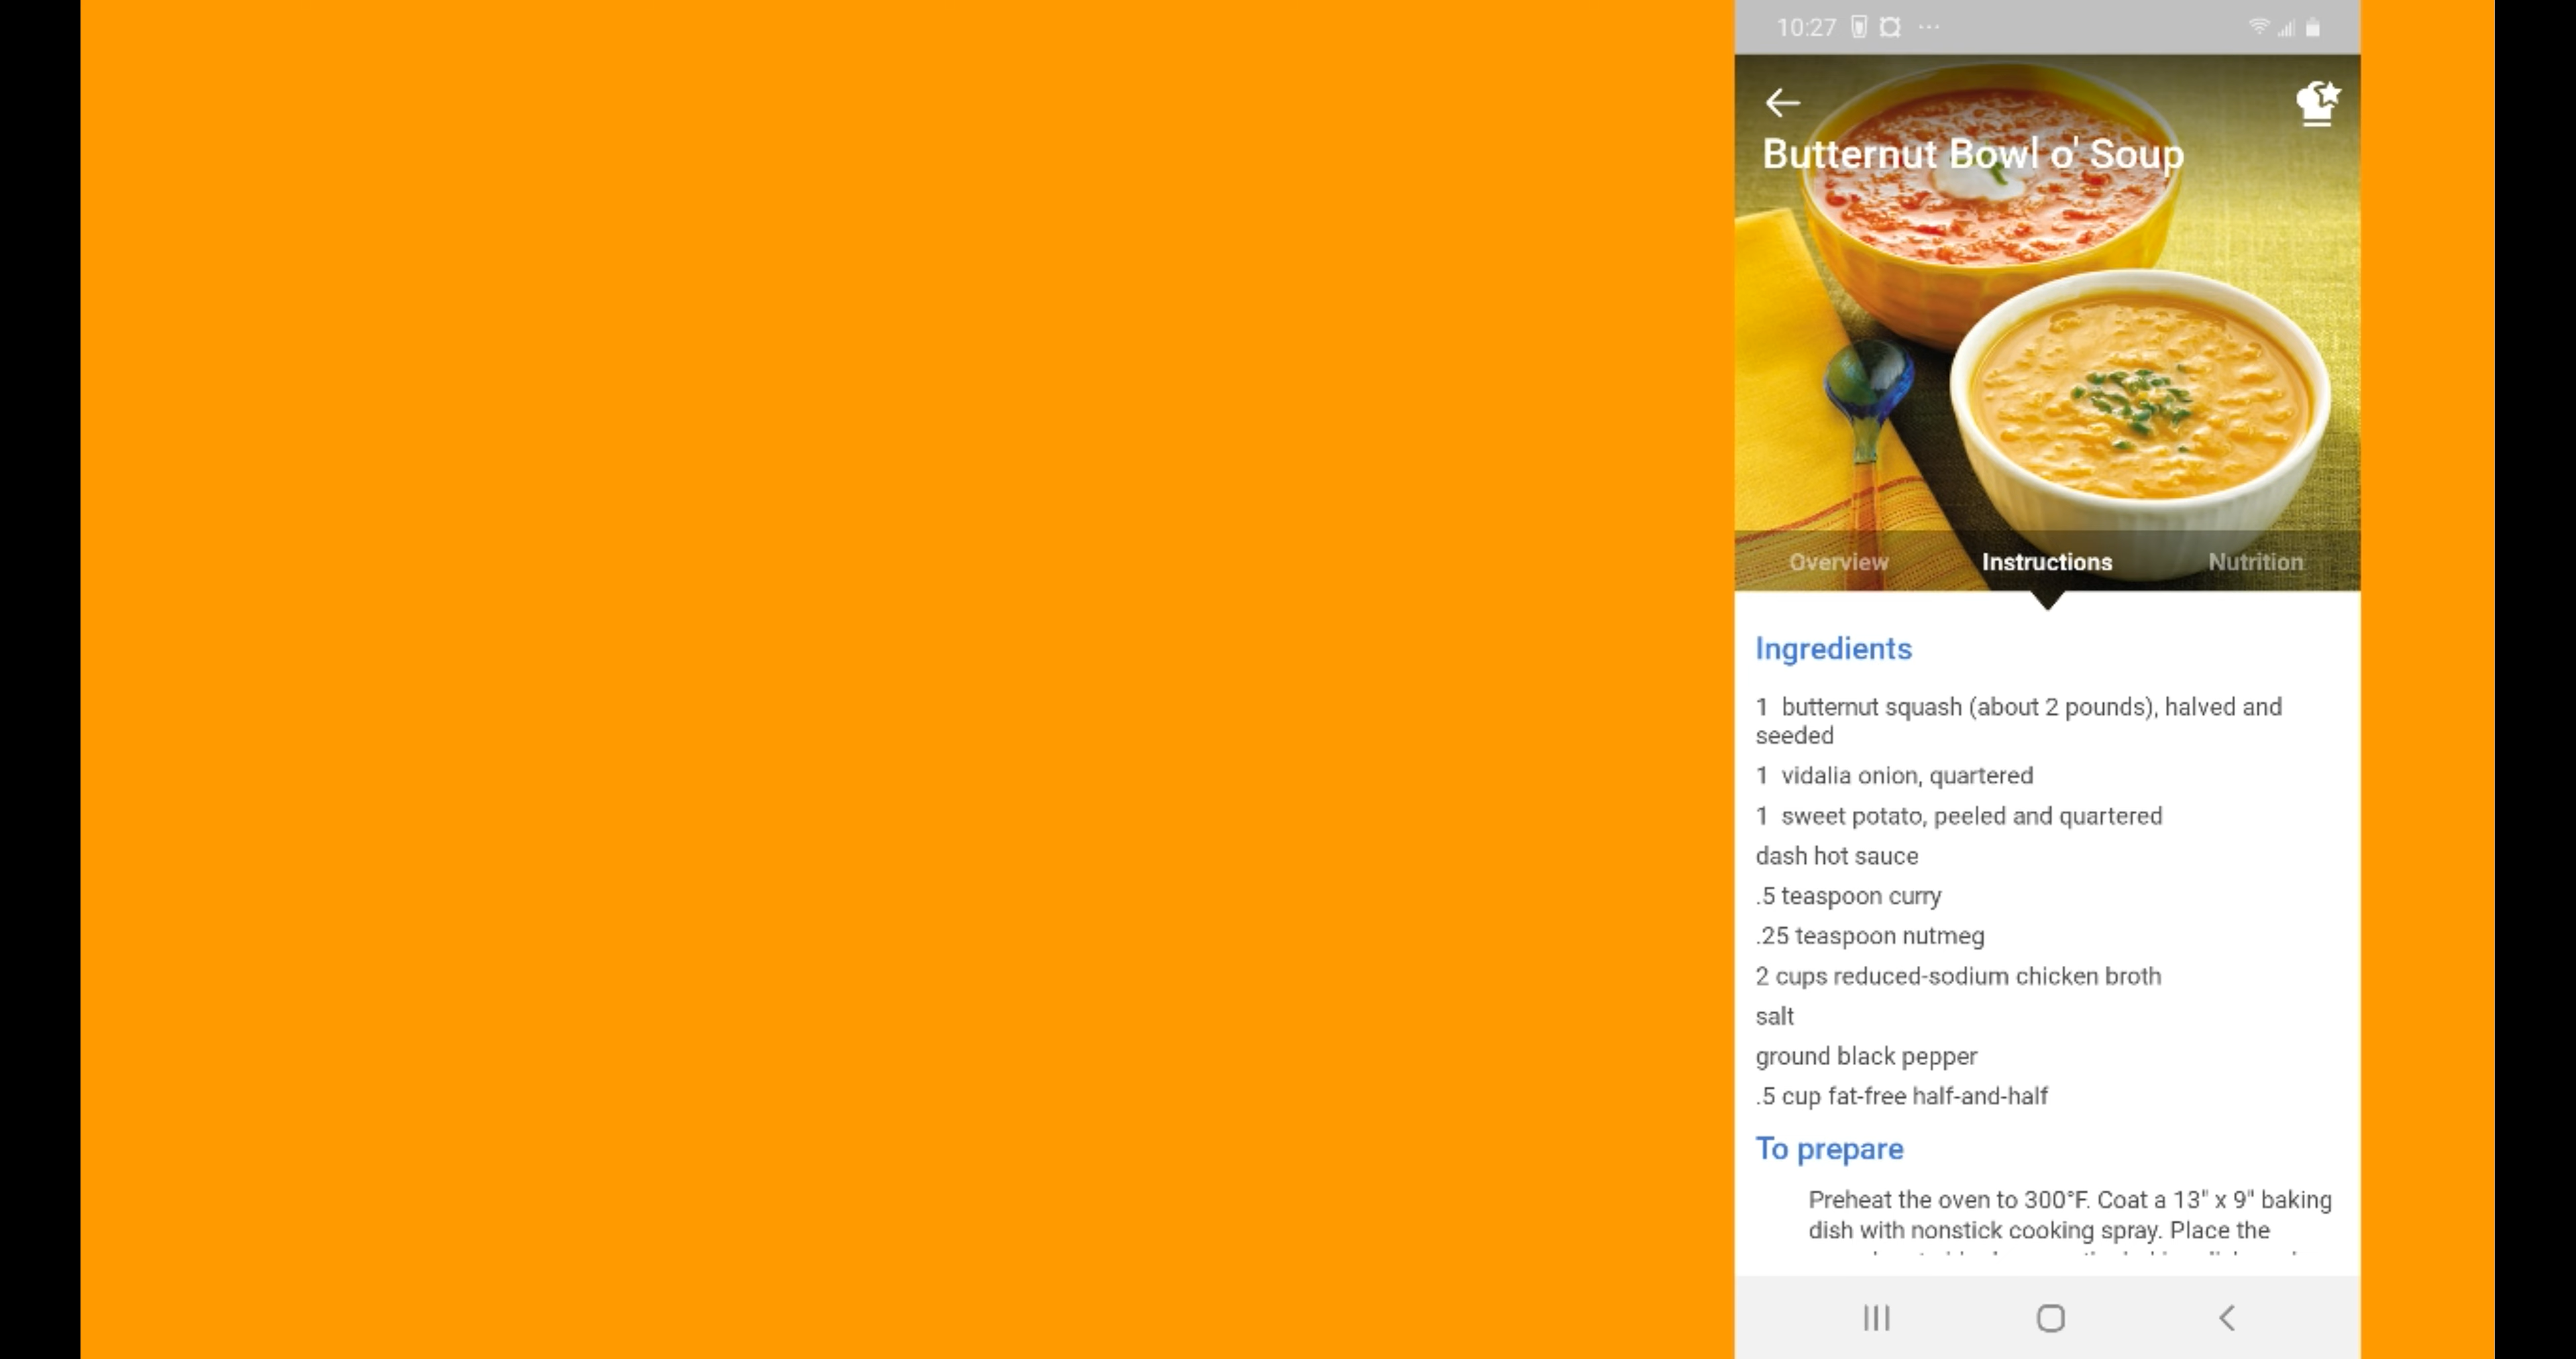 10:27
Butternut Bowl o' Soup
Overview Instructions Nutrition
Ingredients
1 butternut squash (about 2 pounds), halved and
seeded
1 vidalia onion, quartered
1 sweet potato, peeled and quartered
dash hot sauce
.5 teaspoon curry
.25 teaspoon nutmeg
2 cups reduced-sodium chicken broth
salt
ground black pepper
.5 cup fat-free half-and-half
To prepare
Preheat the oven to 300°F. Coat a 13" x 9" baking
dish with nonstick cooking spray. Place the